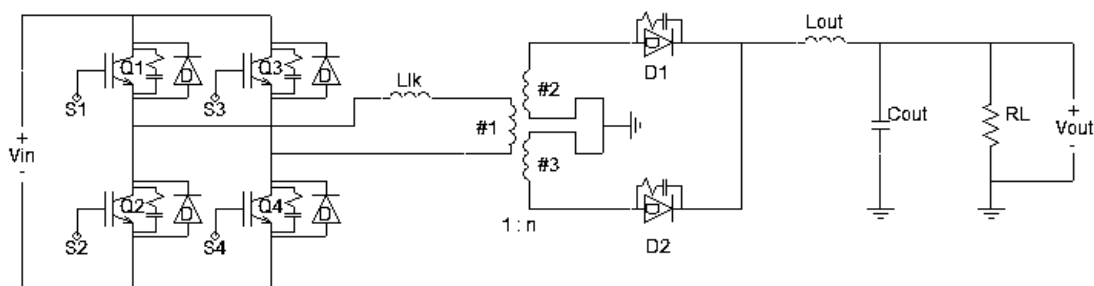 Q1
D
Q3
D
S1
S3
Llk
#1
#2
#3
1 : n
D1
D2
Lout
Cout
RL
+
Vout
-
+
Vin
-
Q2
D
Q4
D
S2
S4